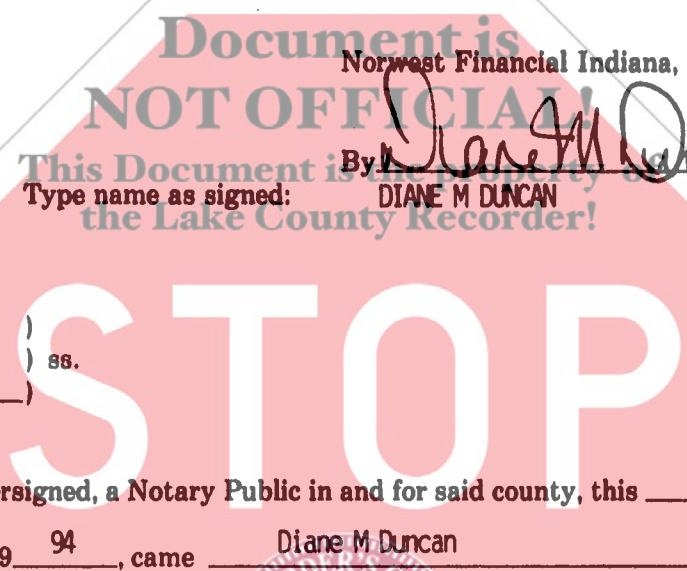 Document is
Norwest Financial Indiana,
NOT OFFICIAL!
This Document is the property of
By Diane M D
Type name as signed: DIANE M DUNCAN
the Lake County Recorder!
)
) ss.
)
STOP
rsigned, a Notary Public in and for said county, this
9 94, came Diane M Duncan